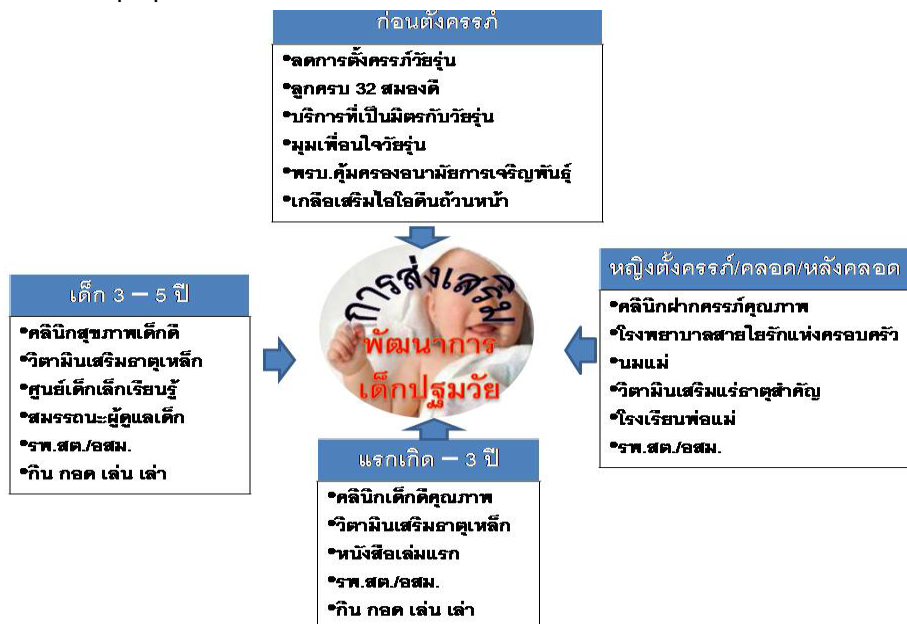 ก่อนตั้งครรภ์
•ลดการตั้งครรภ์วัยรุ่น
•ลูกครบ 32 สมองดี
•บริการที่เป็นมิตรกับวัยรุ่น
•มุมเพื่อนใจวัยรุ่น
•พรบ.คุ้มครองอนามัยการเจริญพันธุ์
•เกลือเสริมไอโอดีนถ้วนหน้า
การส่งเสริม
พัฒนาการ
เด็กปฐมวัย
หญิงตั้งครรภ์/คลอด/หลังคลอด
•คลินิกฝากครรภ์คุณภาพ
•โรงพยาบาลสายใยรักแห่งครอบครัว
•นมแม่
•วิตามินเสริมแร่ธาตุสำคัญ
•โรงเรียนพ่อแม่
•รพ.สต./อสม.
เด็ก 3 – 5 ปี
•คลินิกสุขภาพเด็กดี
•วิตามินเสริมธาตุเหล็ก
•ศูนย์เด็กเล็กเรียนรู้
•สมรรถนะผู้ดูแลเด็ก
•รพ.สต./อสม.
•กิน กอด เล่น เล่า
แรกเกิด – 3 ปี
•คลินิกเด็กดีคุณภาพ
•วิตามินเสริมธาตุเหล็ก
•หนังสือเล่มแรก
•รพ.สต./อสม.
•กิน กอด เล่น เล่า